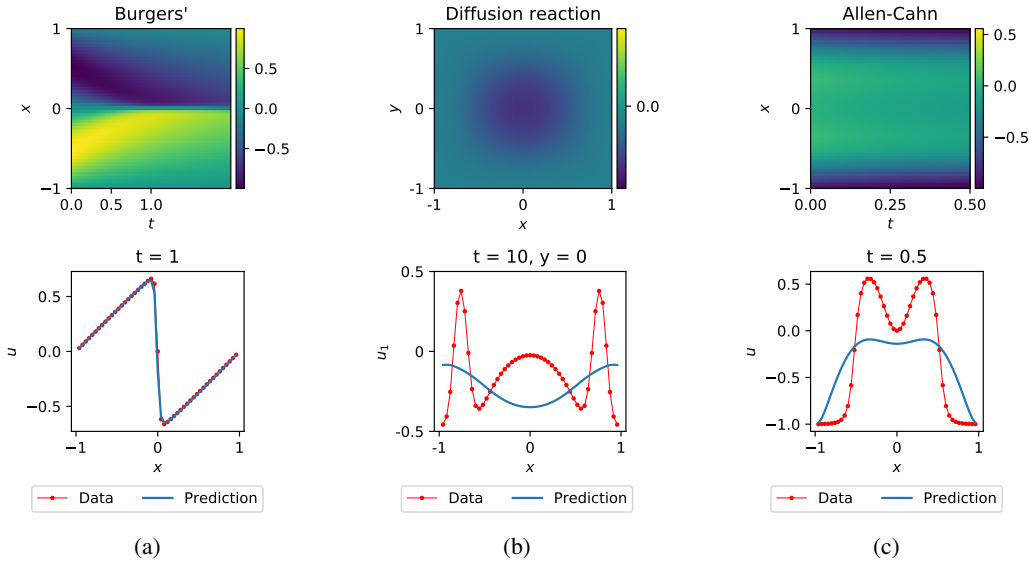 Burgers'
1
0
−1
x
0.0 0.5 1.0
t
0.5
0.0
−0.5
Diffusion reaction
1
0
-1
y
-1 0 1
x
0.0
Allen-Cahn
1
0
−1
x
0.00 0.25 0.50
t
0.5
0.0
−0.5
t = 1
0.5
0.0
−0.5
u
−1 0 1
x
Data Prediction
(a)
t = 10, y = 0
0.5
0
-0.5
u₁
−1 0 1
x
Data Prediction
(b)
t = 0.5
0.5
0.0
−0.5
−1.0
u
−1 0 1
x
Data Prediction
(c)